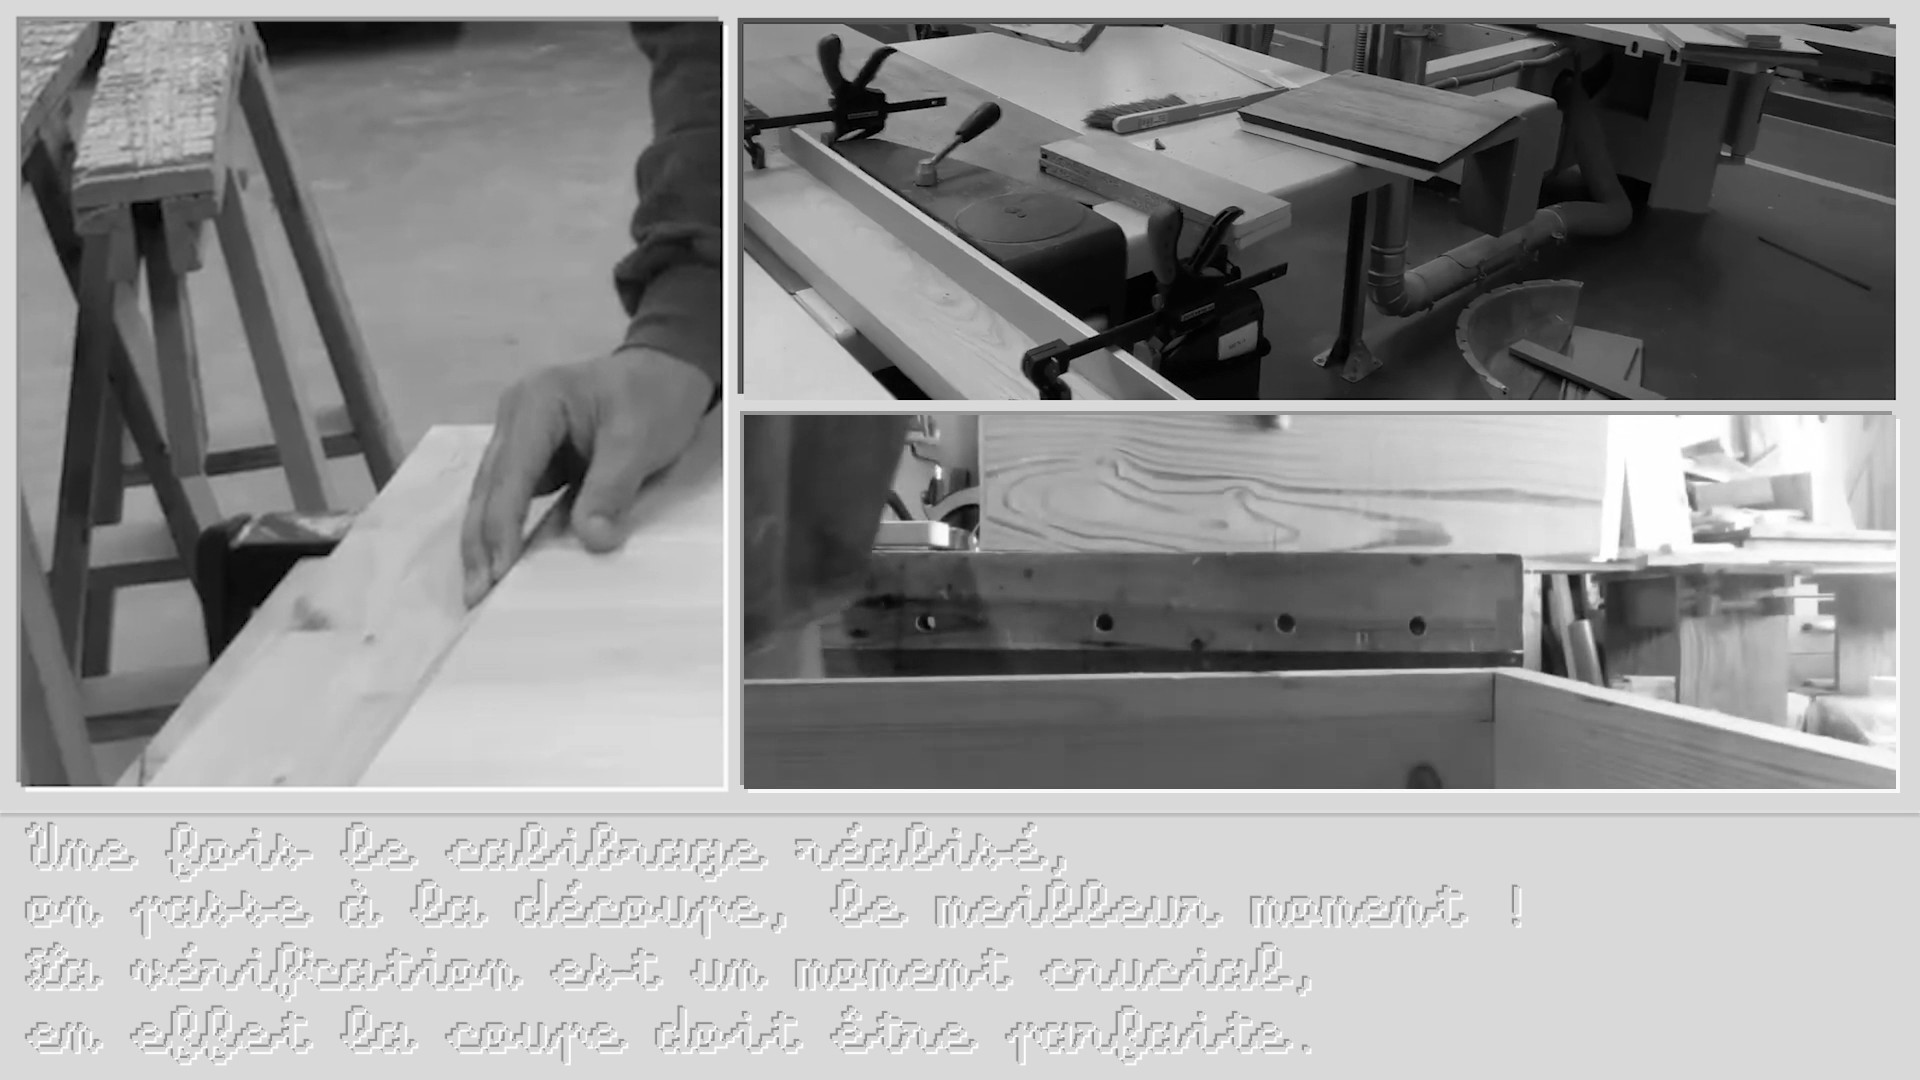 Une fois le calibrage réalisé,
on passe à la découpe, le meilleur moment !
La vérification est un moment crucial,
en effet la coupe doit être parfaite.